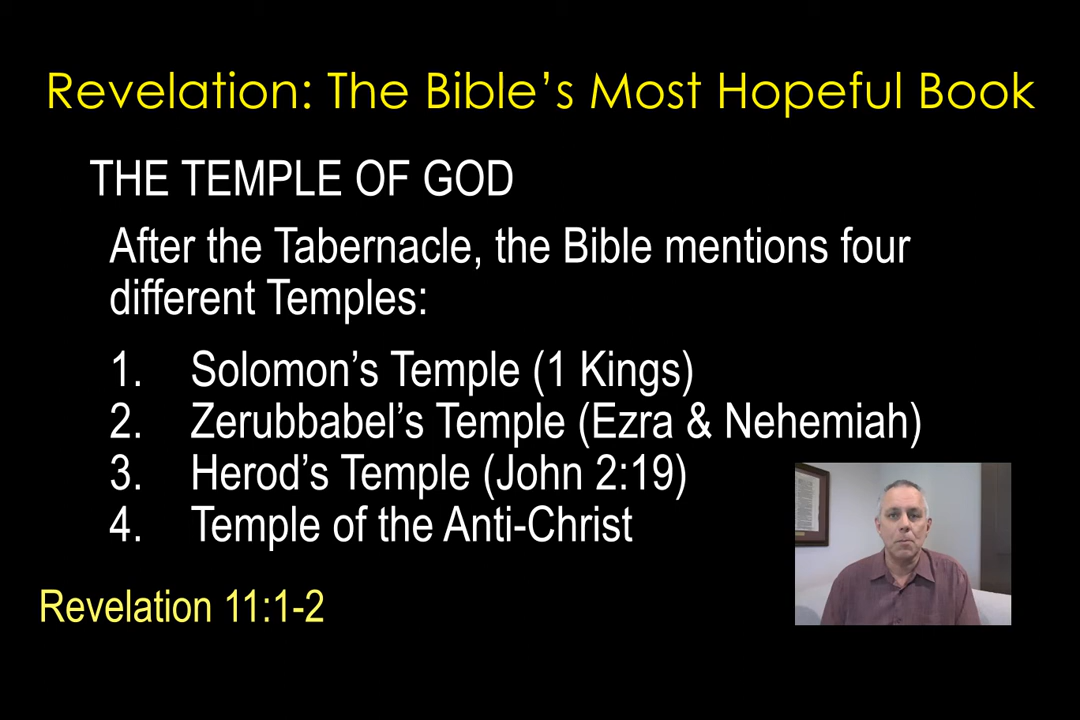 Revelation: The Bible’s Most Hopeful Book
THE TEMPLE OF GOD
After the Tabernacle, the Bible mentions four
different Temples:
1. Solomon’s Temple (1 Kings)
2. Zerubbabel’s Temple (Ezra & Nehemiah)
3. Herod’s Temple (John 2:19)
4. Temple of the Anti-Christ
Revelation 11:1-2